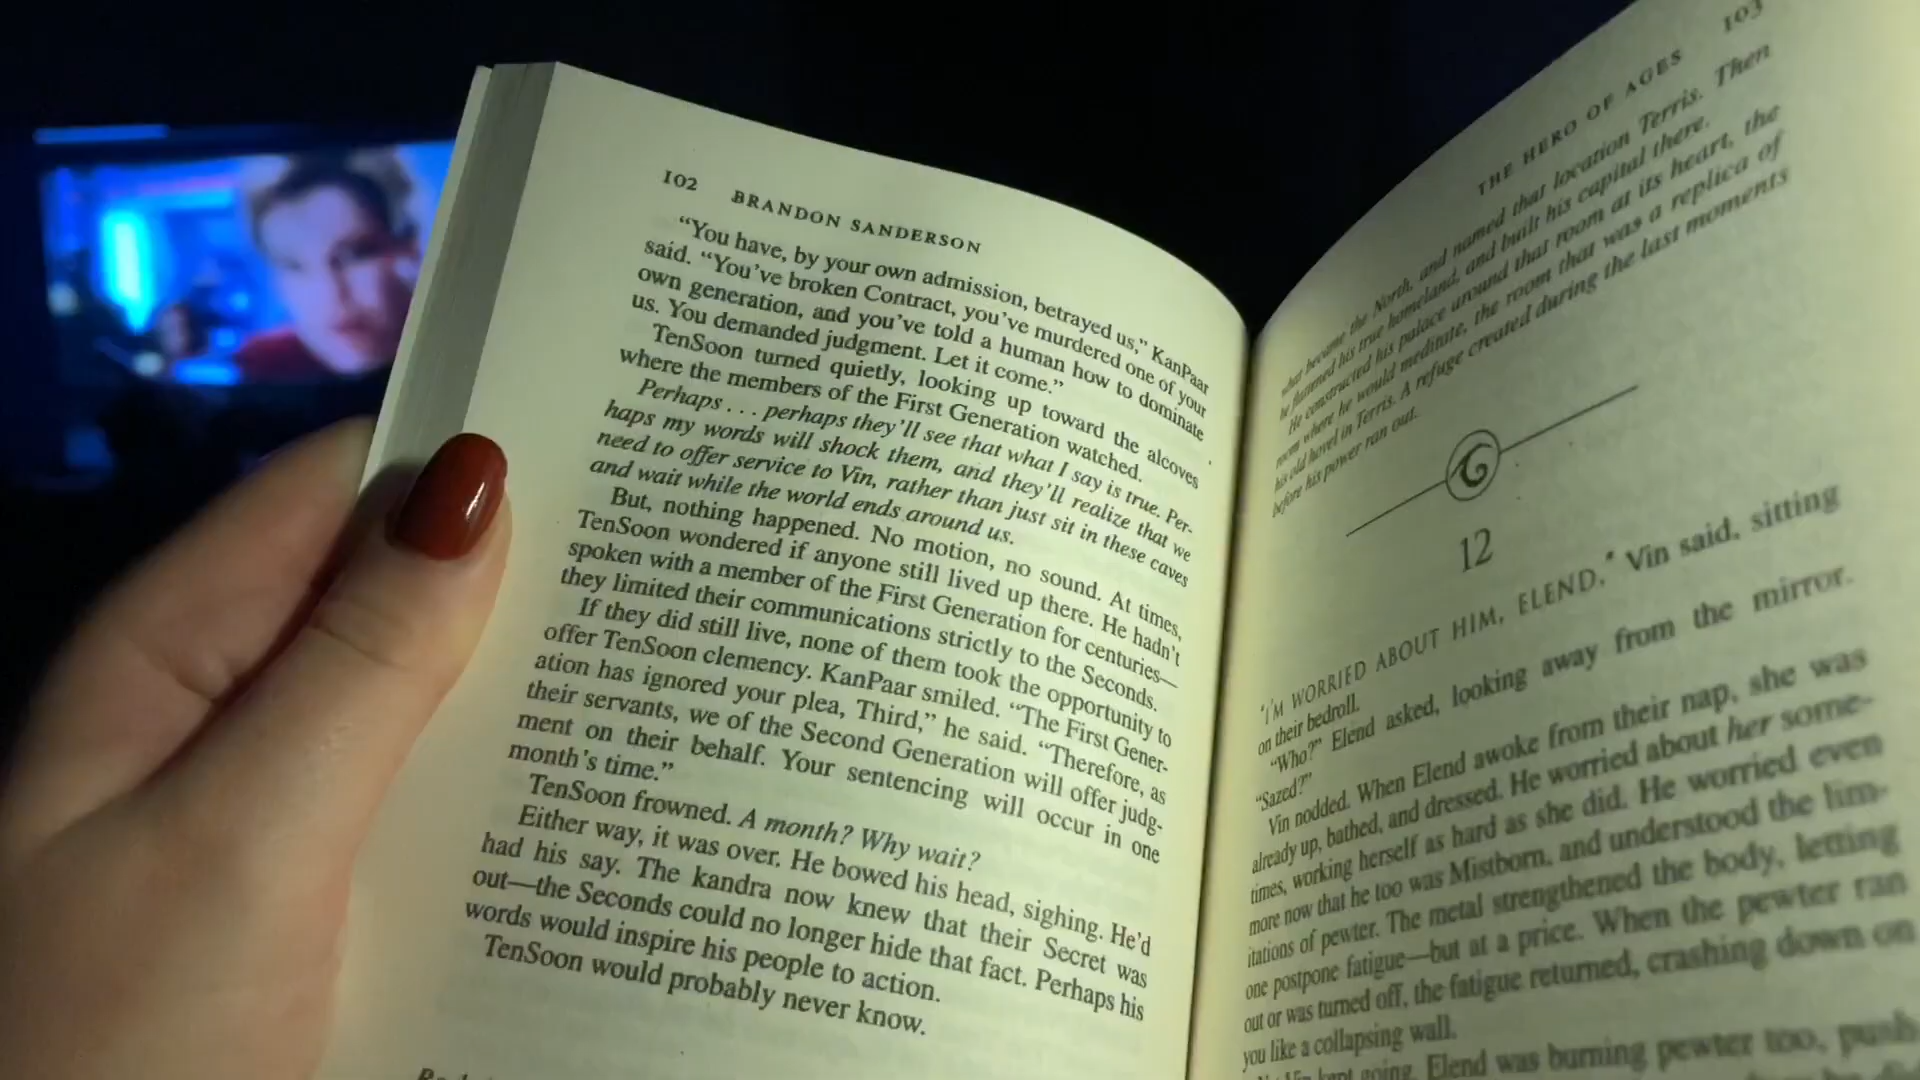 102 BRANDON SANDERSON
“You have, by your own admission, betrayed us,” KanPaar
said. “You’ve broken Contract, you’ve murdered one of your
own generation, and you’ve told a human how to dominate
us. You demanded judgment. Let it come.”
TenSoon turned quietly, looking up toward the alcoves
where the members of the First Generation watched.
Perhaps . . . perhaps they’ll see that what I say is true. Per-
haps my words will shock them, and they’ll realize that we
need to offer service to Vin, rather than just sit in these caves
and wait while the world ends around us.
But, nothing happened. No motion, no sound. At times,
TenSoon wondered if anyone still lived up there. He hadn’t
spoken with a member of the First Generation for centuries—
they limited their communications strictly to the Seconds.
If they did still live, none of them took the opportunity to
offer TenSoon clemency. KanPaar smiled. “The First Gener-
ation has ignored your plea, Third,” he said. “Therefore, as
their servants, we of the Second Generation will offer judg-
ment on their behalf. Your sentencing will occur in one
month’s time.”
TenSoon frowned. A month? Why wait?
Either way, it was over. He bowed his head, sighing. He’d
had his say. The kandra now knew that their Secret was
out—the Seconds could no longer hide that fact. Perhaps his
words would inspire his people to action.
TenSoon would probably never know.
THE HERO OF AGES 103
what became the North, and named that location Terris. Then
he flattened his true homeland, and built his capital there.
He constructed his palace around that room at its heart, the
room where he would meditate, the room that was a replica of
his old hovel in Terris. A refuge created during the last moments
before his power ran out.
12
“I’M WORRIED ABOUT HIM, ELEND,” Vin said, sitting
on their bedroll.
“Who?” Elend asked, looking away from the mirror.
“Sazed?”
Vin nodded. When Elend awoke from their nap, she was
already up, bathed, and dressed. He worried about her some-
times, working herself as hard as she did. He worried even
more now that he too was Mistborn, and understood the lim-
itations of pewter. The metal strengthened the body, letting
one postpone fatigue—but at a price. When the pewter ran
out or was turned off, the fatigue returned, crashing down on
you like a collapsing wall.
Vin kept going. Elend was burning pewter too, push-